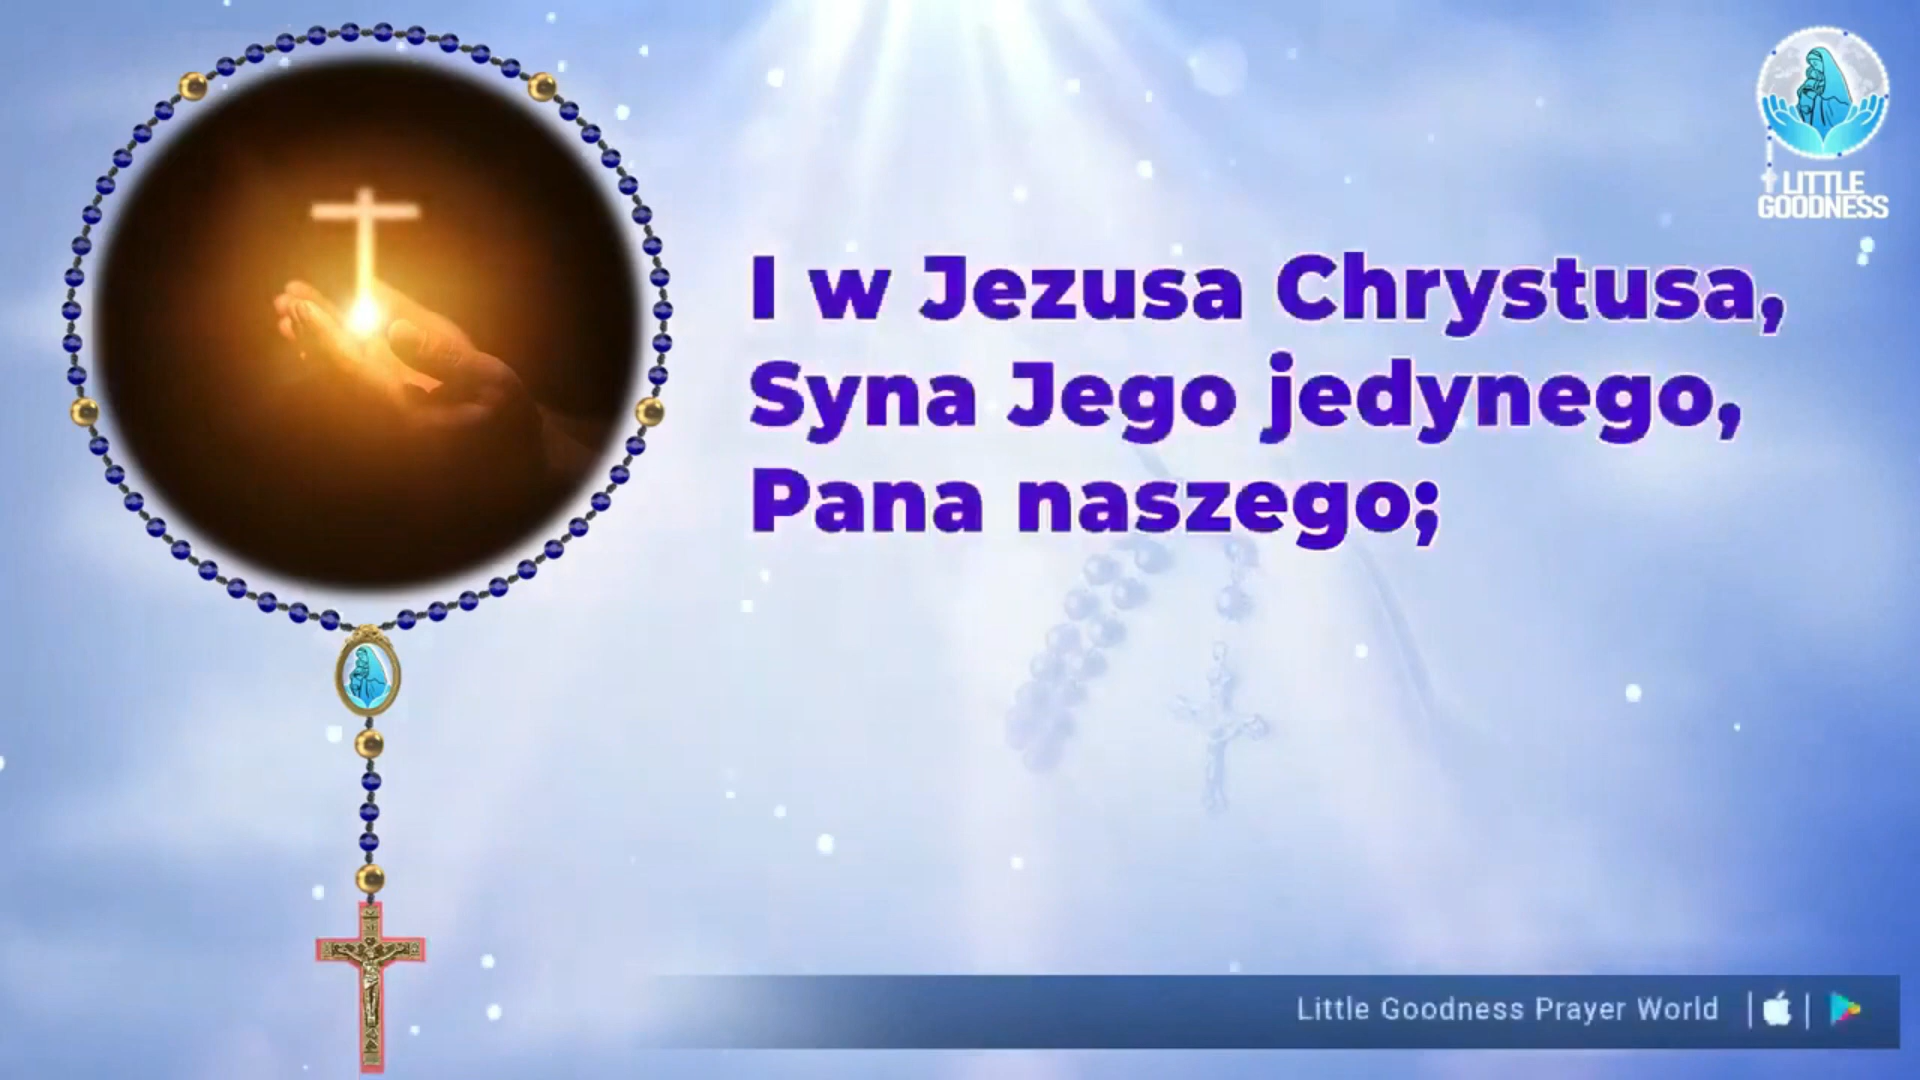 LITTLE
GOODNESS
I w Jezusa Chrystusa,
Syna Jego jedynego,
Pana naszego;
Little Goodness Prayer World